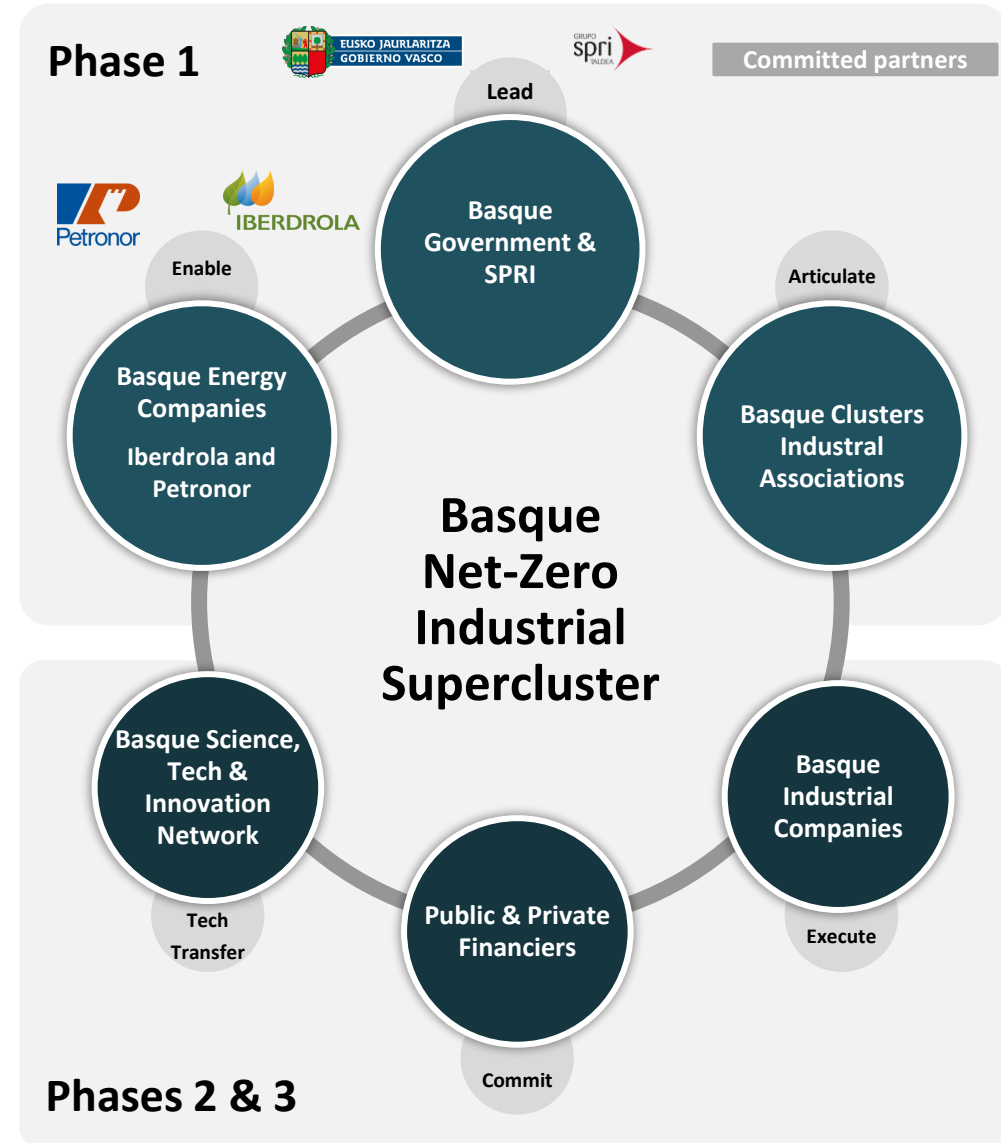 Phase 1
EUSKO JAURLARITZA
GOBIERNO VASCO
GRUPO
spri
TALDEA
Committed partners
Lead
Basque
Government &
SPRI
Petronor
IBERDROLA
Enable
Basque Energy
Companies
Iberdrola and
Petronor
Articulate
Basque Clusters
Industral
Associations
Basque
Net-Zero
Industrial
Supercluster
Basque Science,
Tech &
Innovation
Network
Tech
Transfer
Public & Private
Financiers
Commit
Basque
Industrial
Companies
Execute
Phases 2 & 3